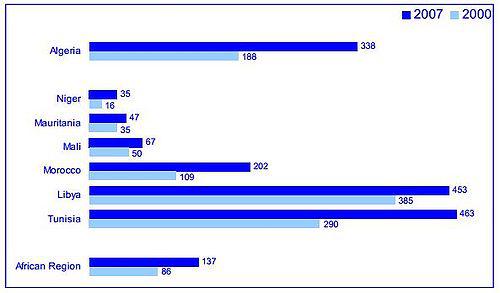 2007 2000
Algeria 338
188
Niger 35
16
Mauritania 47
35
Mali 67
50
Morocco 202
109
Libya 453
385
Tunisia 463
290
African Region 137
86